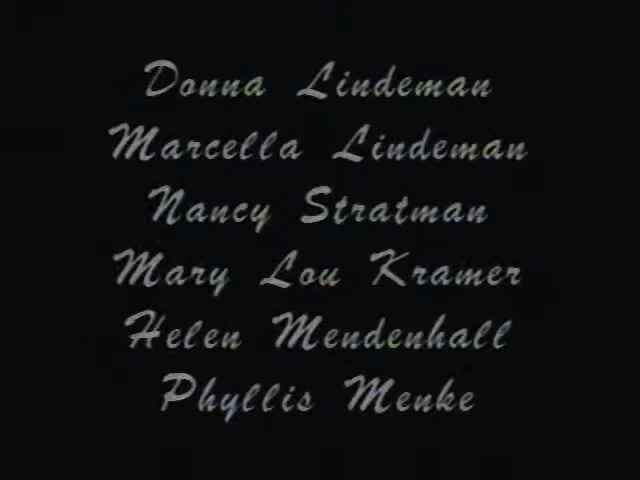 Donna Lindeman
Marcella Lindeman
Nancy Stratman
Mary Lou Kramer
Helen Mendenhall
Phyllis Menke